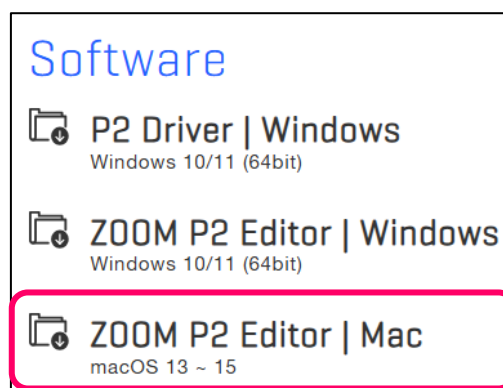 Software
P2 Driver | Windows
Windows 10/11 (64bit)
ZOOM P2 Editor | Windows
Windows 10/11 (64bit)
ZOOM P2 Editor | Mac
macOS 13 ~ 15